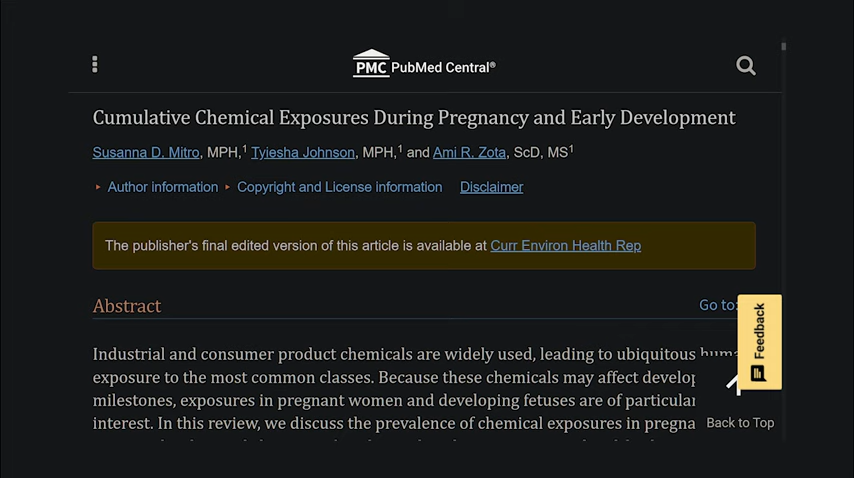 PMC PubMed Central®
Cumulative Chemical Exposures During Pregnancy and Early Development
Susanna D. Mitro, MPH,1 Tyiesha Johnson, MPH,1 and Ami R. Zota, ScD, MS1
▸ Author information ▸ Copyright and License information Disclaimer
The publisher's final edited version of this article is available at Curr Environ Health Rep
Abstract
Go to:
Feedback
Industrial and consumer product chemicals are widely used, leading to ubiquitous
exposure to the most common classes. Because these chemicals may affect
milestones, exposures in pregnant women and developing fetuses are of
interest. In this review, we discuss the prevalence of chemical exposures in
Back to Top